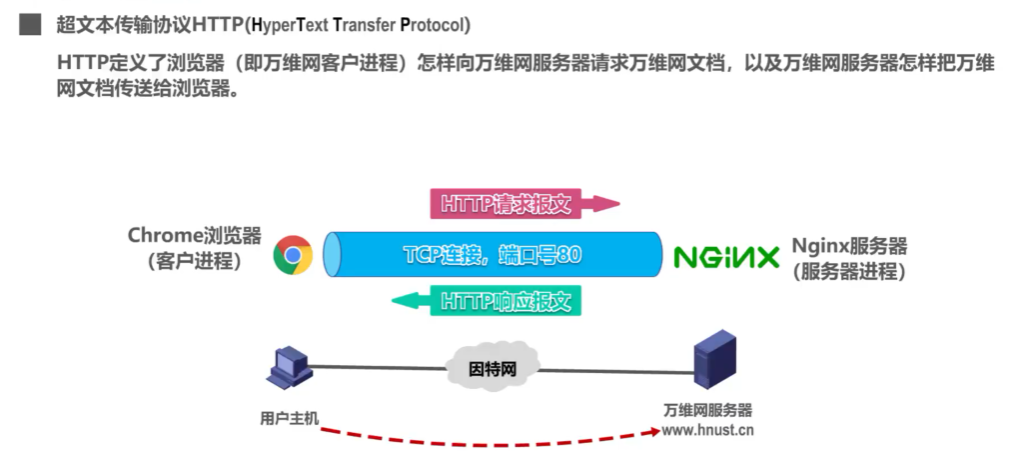 超文本传输协议HTTP(HyperText Transfer Protocol)
HTTP定义了浏览器（即万维网客户进程）怎样向万维网服务器请求万维网文档，以及万维网服务器怎样把万维
网文档传送给浏览器。
HTTP请求报文
Chrome浏览器
（客户进程）
TCP连接，端口号80
NGiNX
Nginx服务器
（服务器进程）
HTTP响应报文
因特网
用户主机
万维网服务器
www.hnust.cn